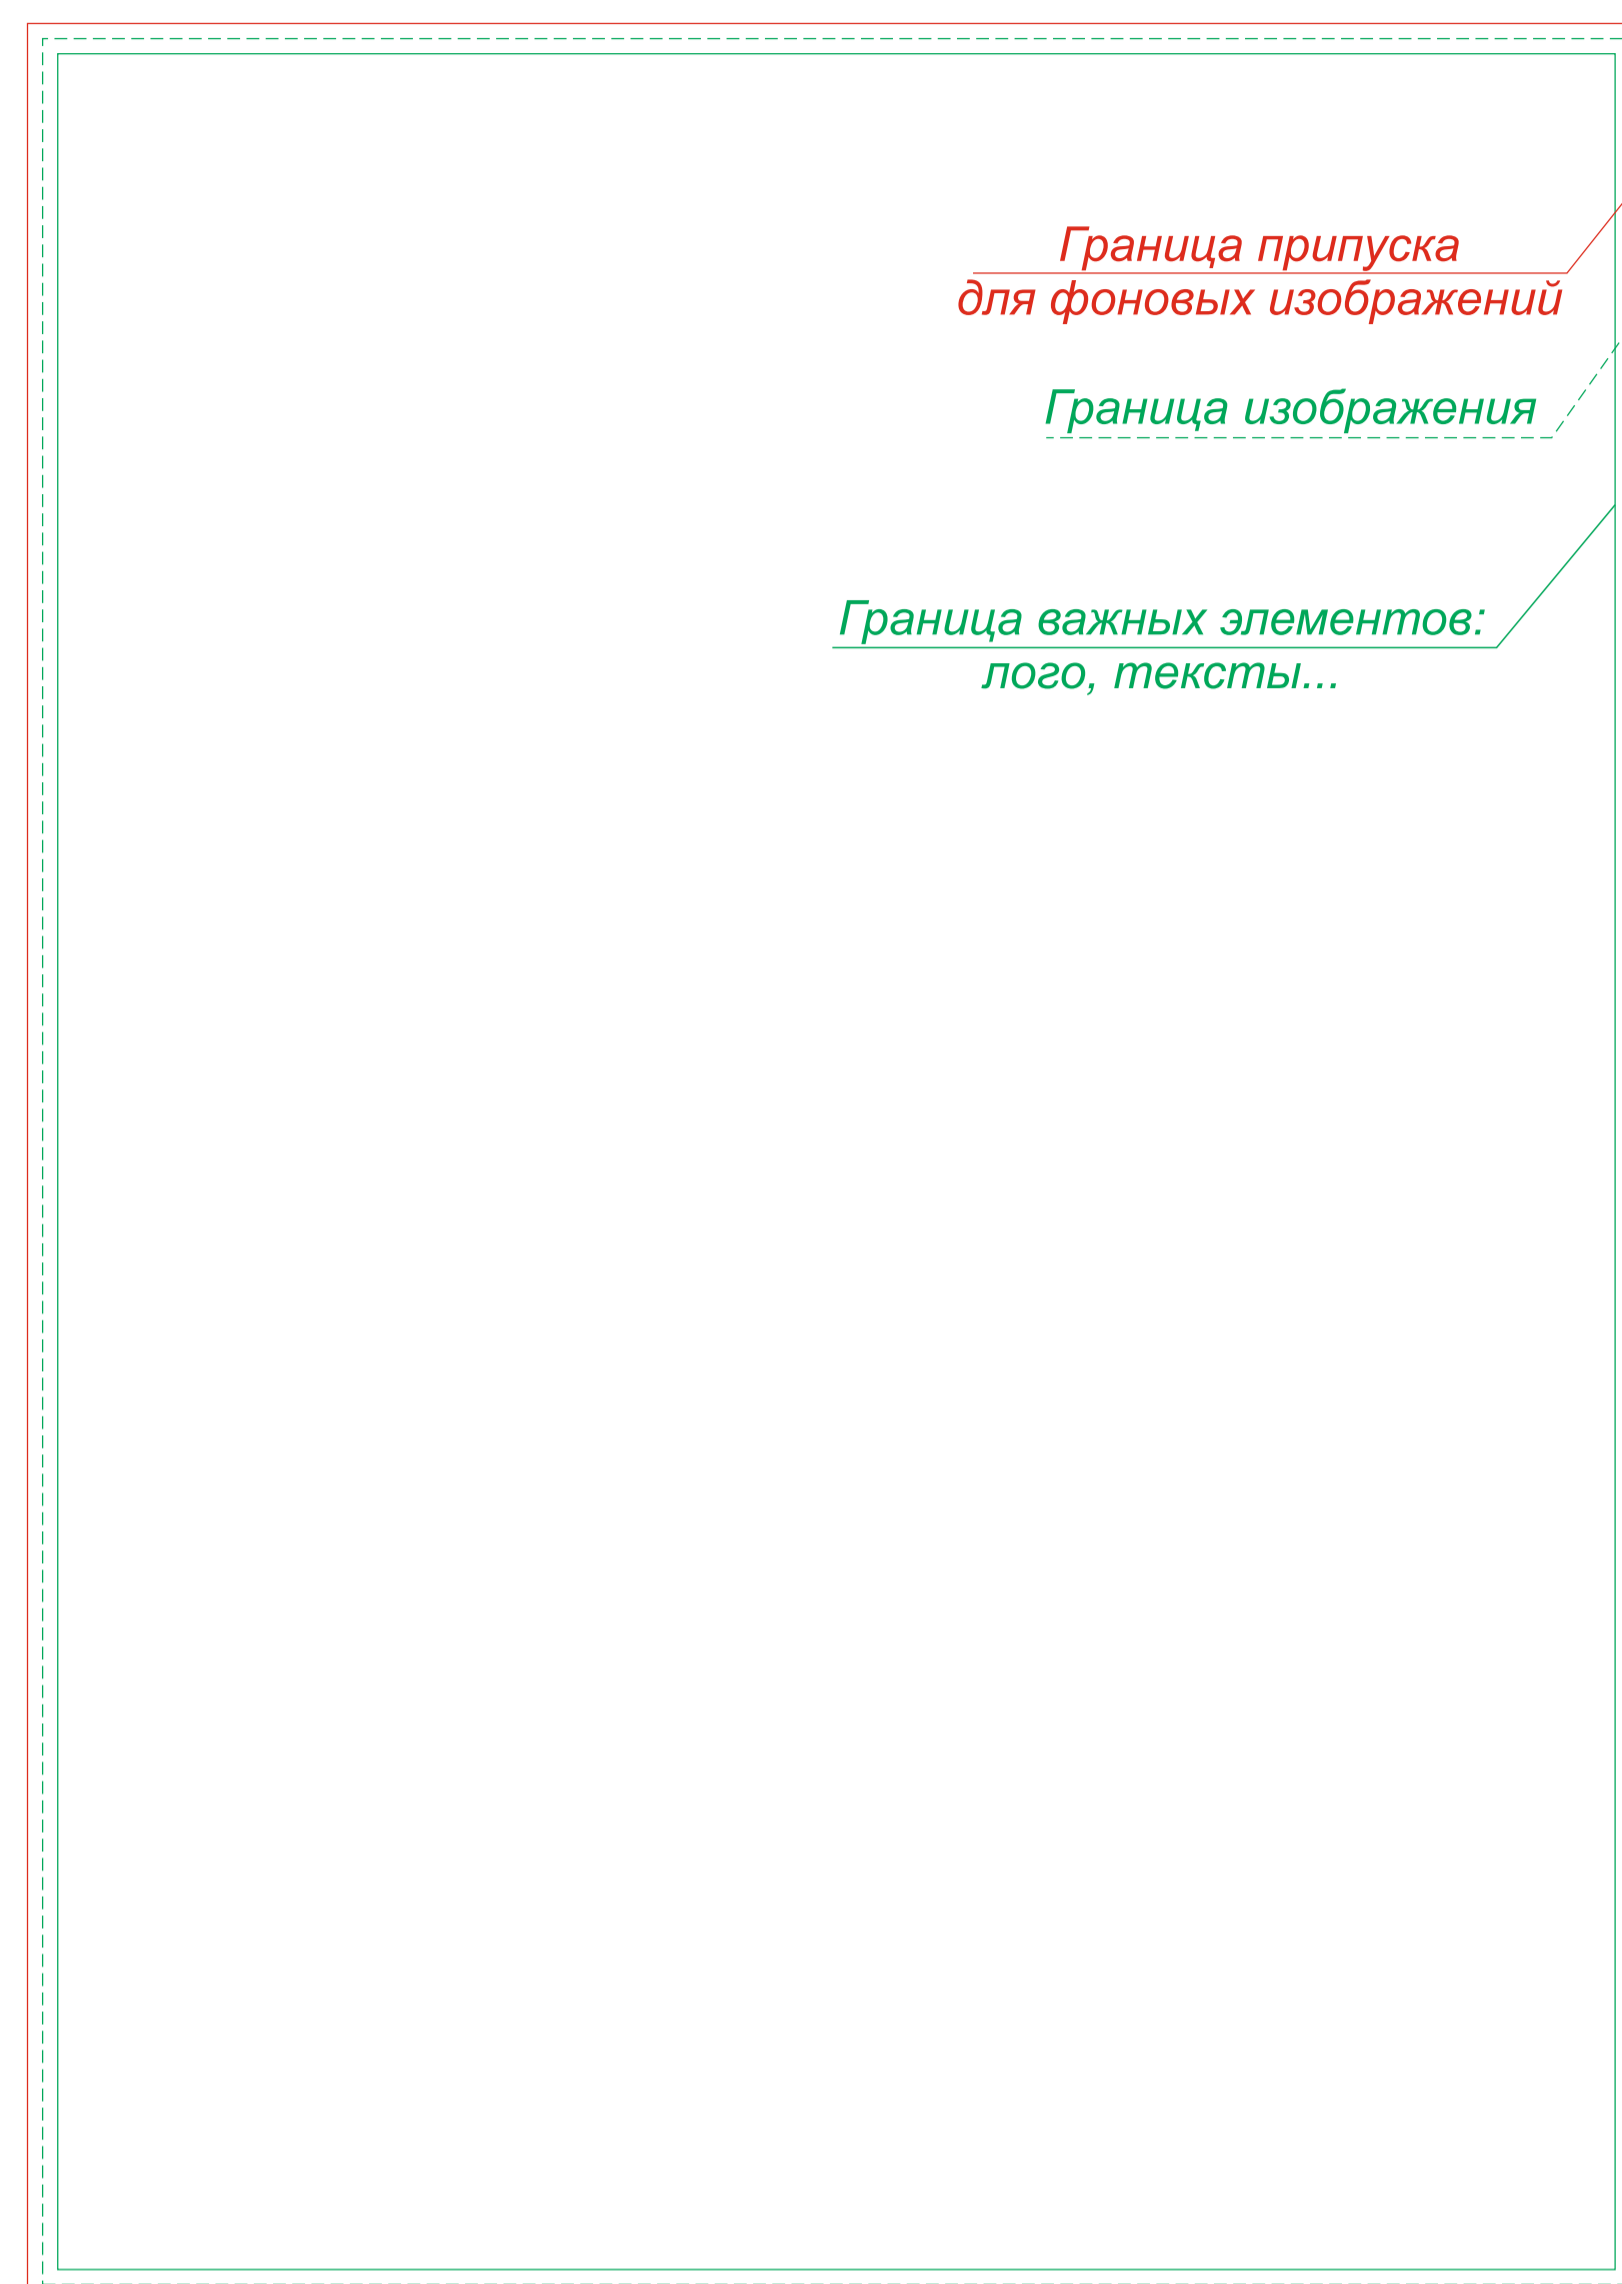 Граница припуска
для фоновых изображений
Граница изображения
Граница важных элементов:
лого, тексты...